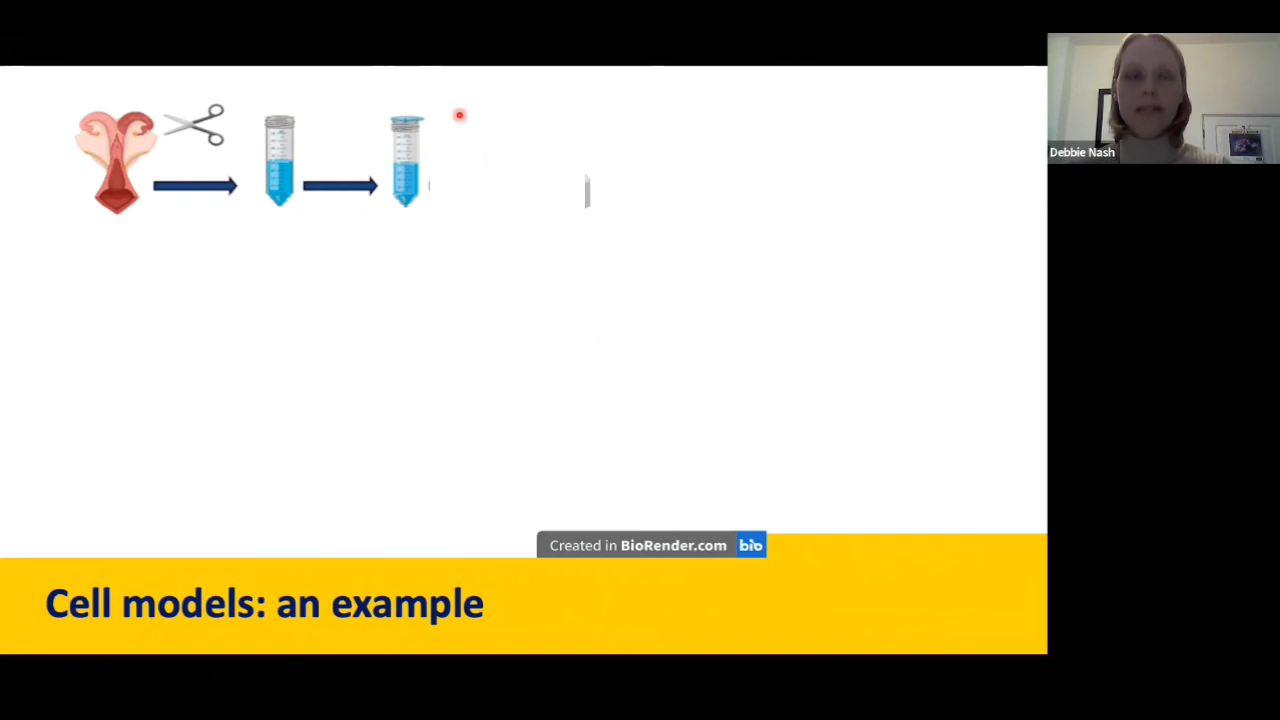 Debbie Nash
Created in BioRender.com bio
Cell models: an example